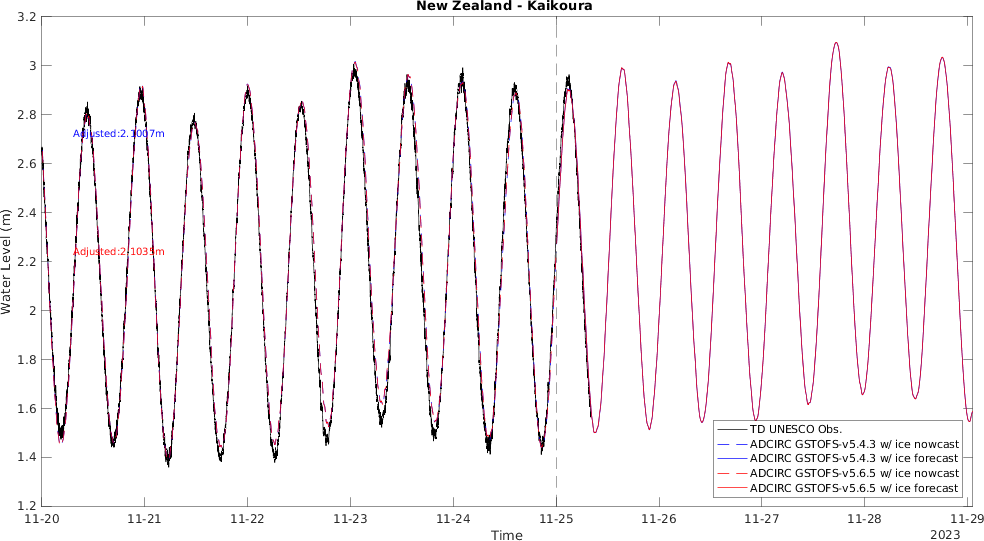 New Zealand - Kaikoura
3.2
3
2.8
2.6
2.4
2.2
2
1.8
1.6
1.4
1.2
Water Level (m)
Adjusted:2.1007m
Adjusted:2.1035m
TD UNESCO Obs.
ADCIRC GSTOFS-v5.4.3 w/ ice nowcast
ADCIRC GSTOFS-v5.4.3 w/ ice forecast
ADCIRC GSTOFS-v5.6.5 w/ ice nowcast
ADCIRC GSTOFS-v5.6.5 w/ ice forecast
11-20 11-21 11-22 11-23 11-24 11-25 11-26 11-27 11-28 11-29
Time
2023